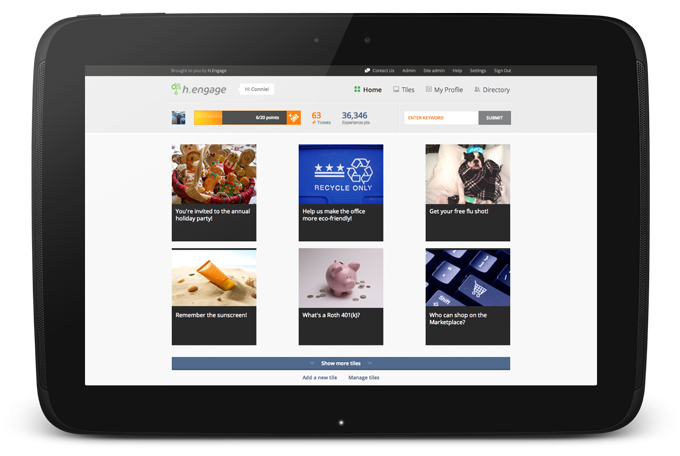 Brought to you by H.Engage
Contact Us Admin Site admin Help Settings Sign Out
h.engage Hi Connie! Home Tiles My Profile Directory
6/20 points 63 Tickets 36,346 Experience pts ENTER KEYWORD SUBMIT
RECYCLE ONLY
You're invited to the annual
holiday party!
Help us make the office
more eco-friendly!
Get your free flu shot!
Shift
Remember the sunscreen!
What's a Roth 401(k)?
Who can shop on the
Marketplace?
Show more tiles
Add a new tile Manage tiles